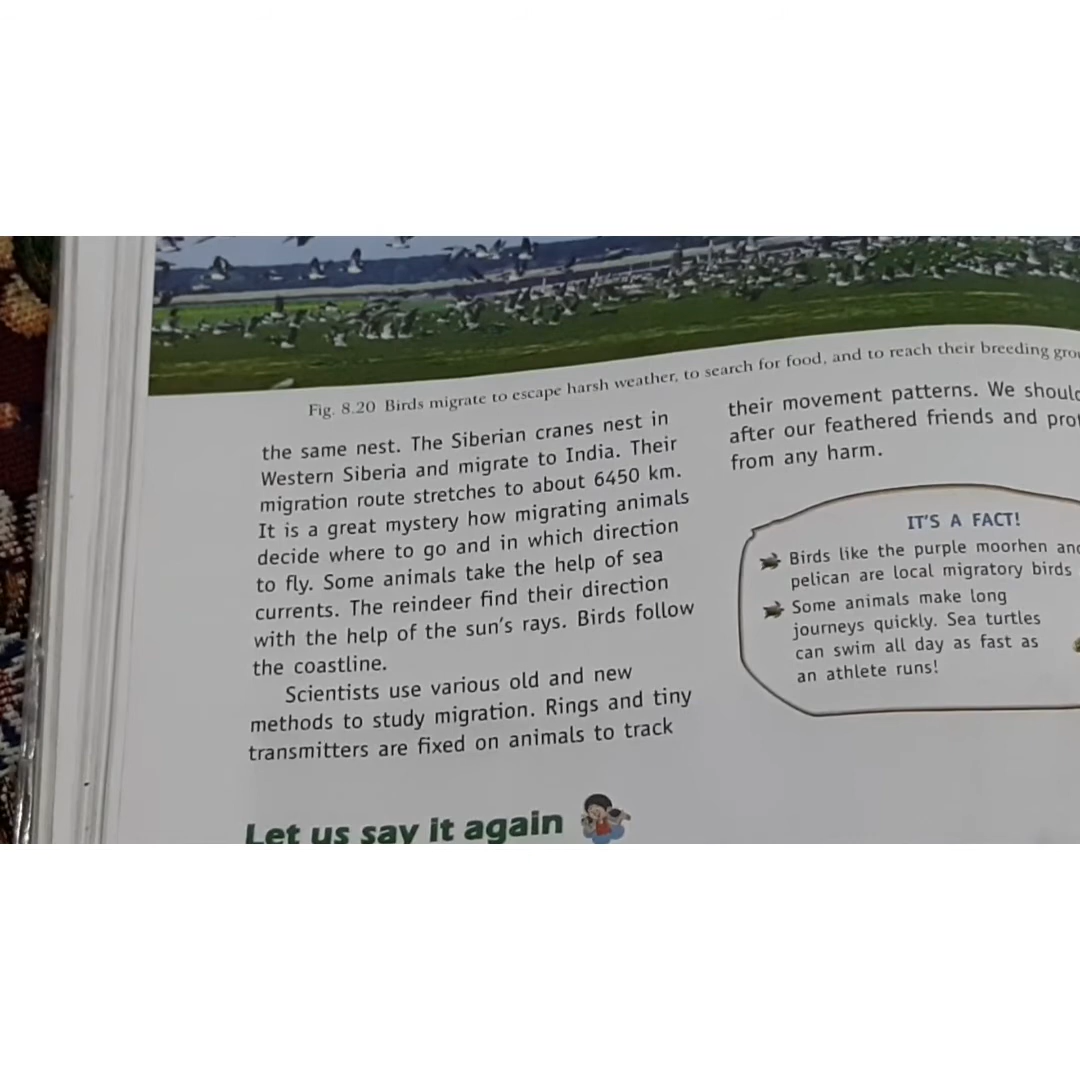 Fig. 8.20 Birds migrate to escape harsh weather, to search for food, and to reach their breeding
the same nest. The Siberian cranes nest in
Western Siberia and migrate to India. Their
migration route stretches to about 6450 km.
It is a great mystery how migrating animals
decide where to go and in which direction
to fly. Some animals take the help of sea
currents. The reindeer find their direction
with the help of the sun's rays. Birds follow
the coastline.
Scientists use various old and new
methods to study migration. Rings and tiny
transmitters are fixed on animals to track
their movement patterns. We should
after our feathered friends and
from any harm.
IT'S A FACT!
Birds like the purple moorhen and
pelican are local migratory birds
Some animals make long
journeys quickly. Sea turtles
can swim all day as fast as
an athlete runs!
Let us say it again